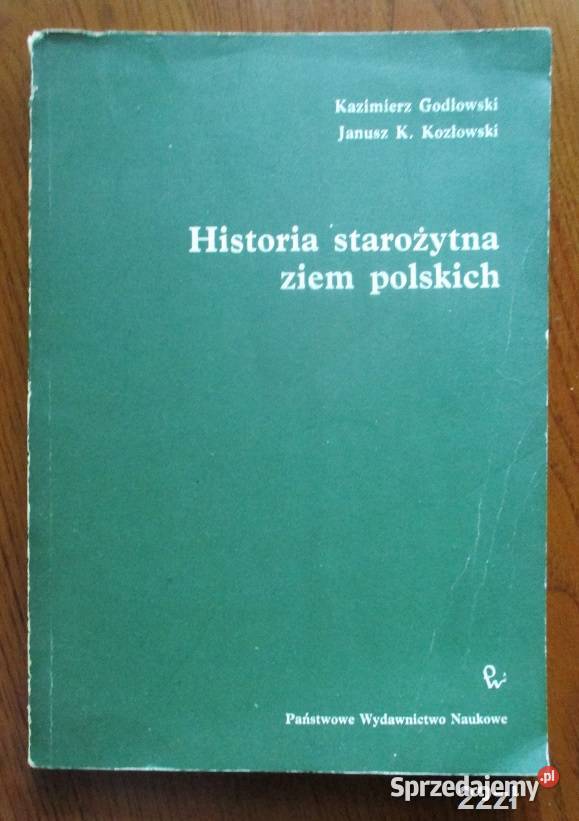 Kazimierz Godłowski
Janusz K. Kozłowski
Historia starożytna
ziem polskich
Państwowe Wydawnictwo Naukowe
Sprzedajemy.pl